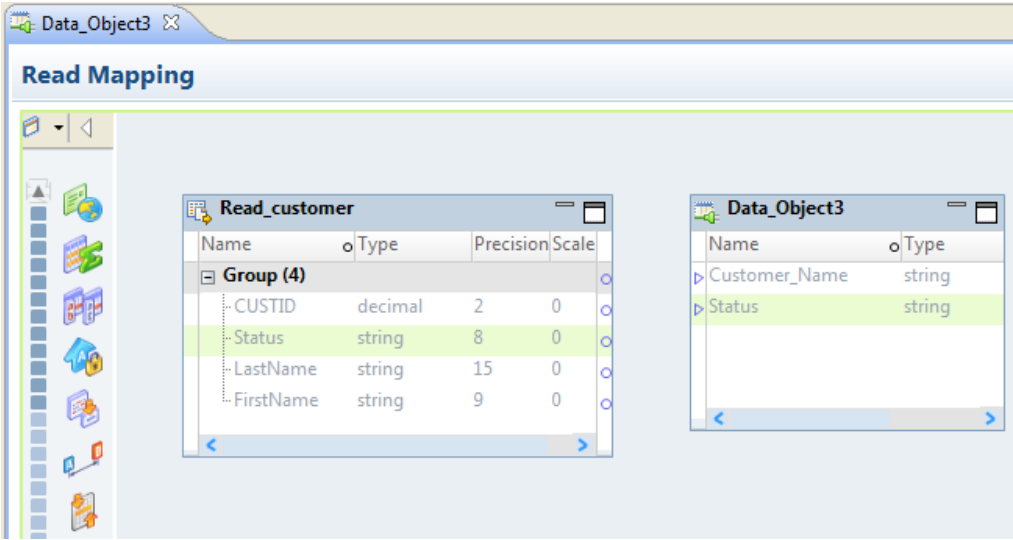 Data_Object3
Read Mapping
Read_customer
Name Type Precision Scale
Group (4)
CUSTID decimal 2 0
Status string 8 0
LastName string 15 0
FirstName string 9 0
Data_Object3
Name Type
Customer_Name string
Status string